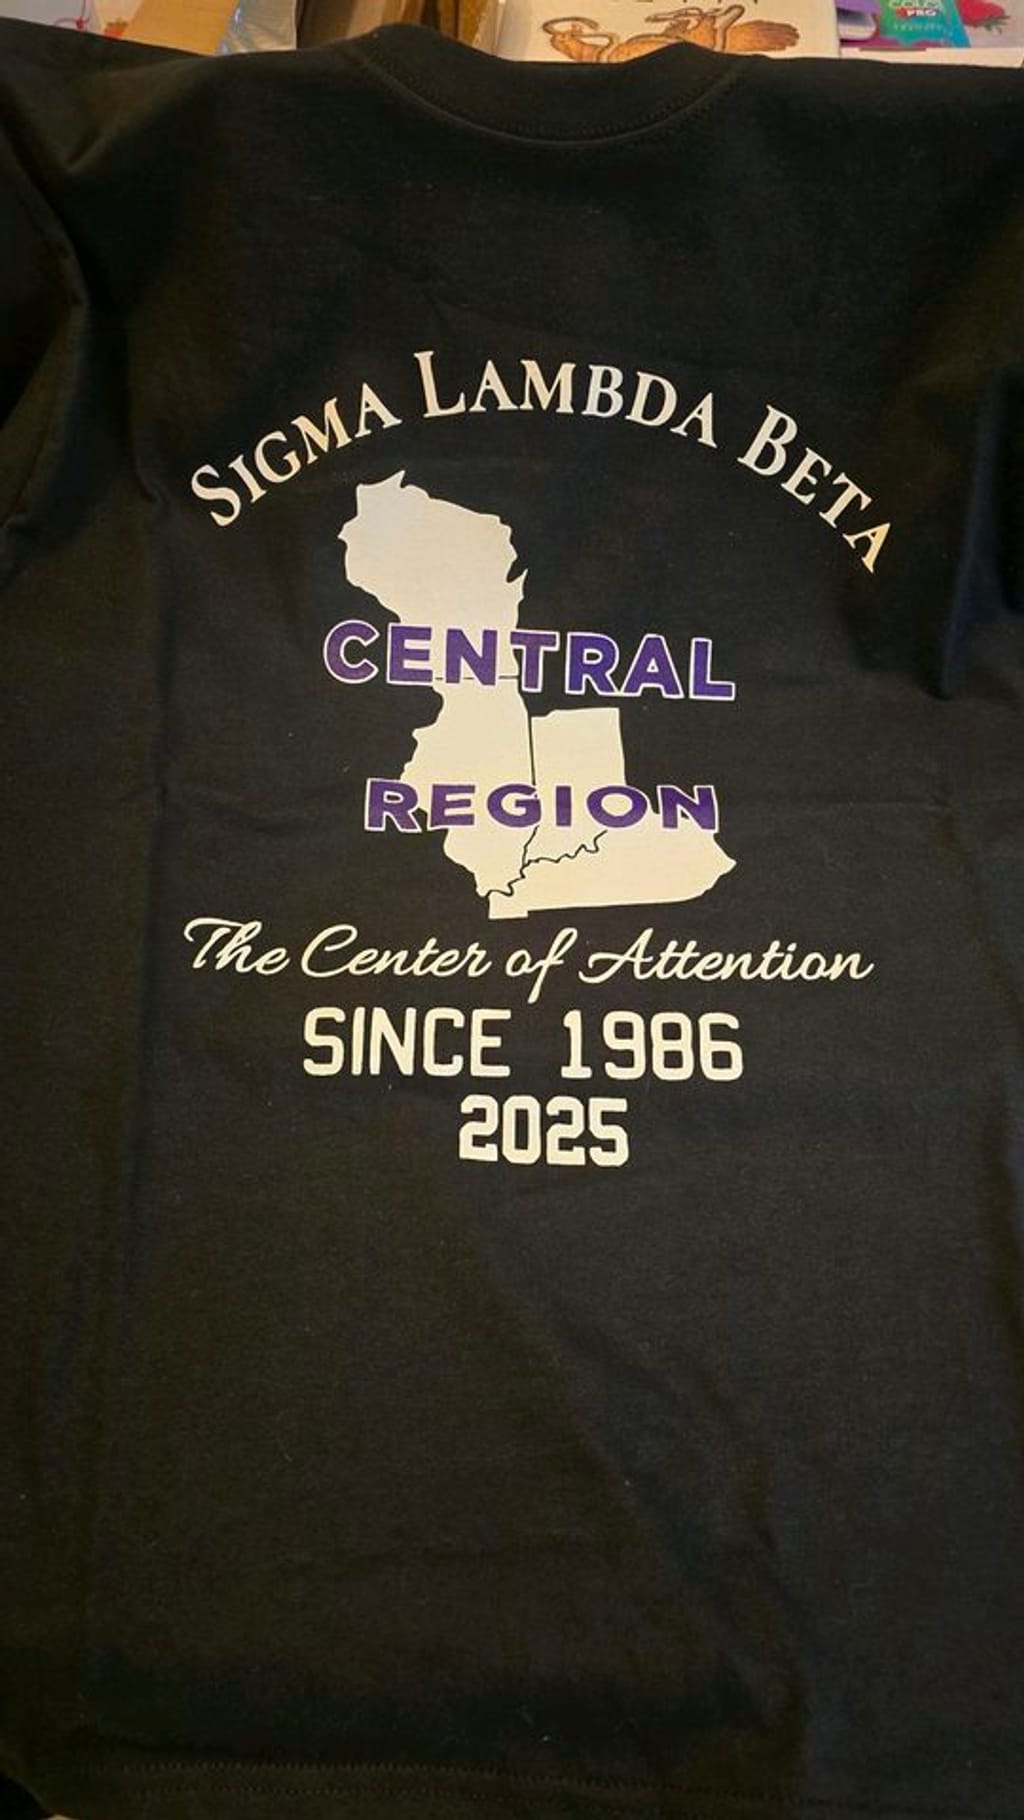 SIGMA LAMBDA BETA
CENTRAL
REGION
The Center of Attention
SINCE 1986
2025